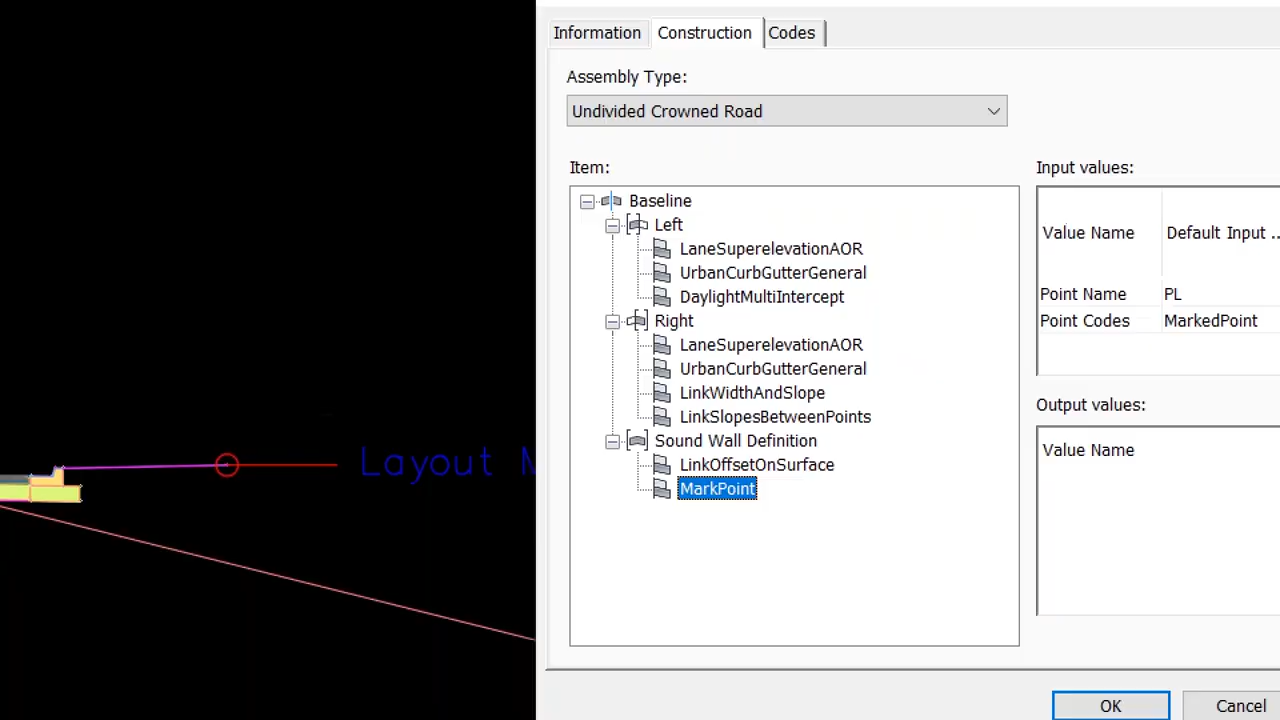 Information Construction Codes
Assembly Type:
Undivided Crowned Road
Item:
Baseline
Left
LaneSuperelevationAOR
UrbanCurbGutterGeneral
DaylightMultiIntercept
Right
LaneSuperelevationAOR
UrbanCurbGutterGeneral
LinkWidthAndSlope
LinkSlopesBetweenPoints
Sound Wall Definition
LinkOffsetOnSurface
MarkPoint
Input values:
Value Name Default Input ..
Point Name PL
Point Codes MarkedPoint
Output values:
Value Name
OK Cancel
Layout M